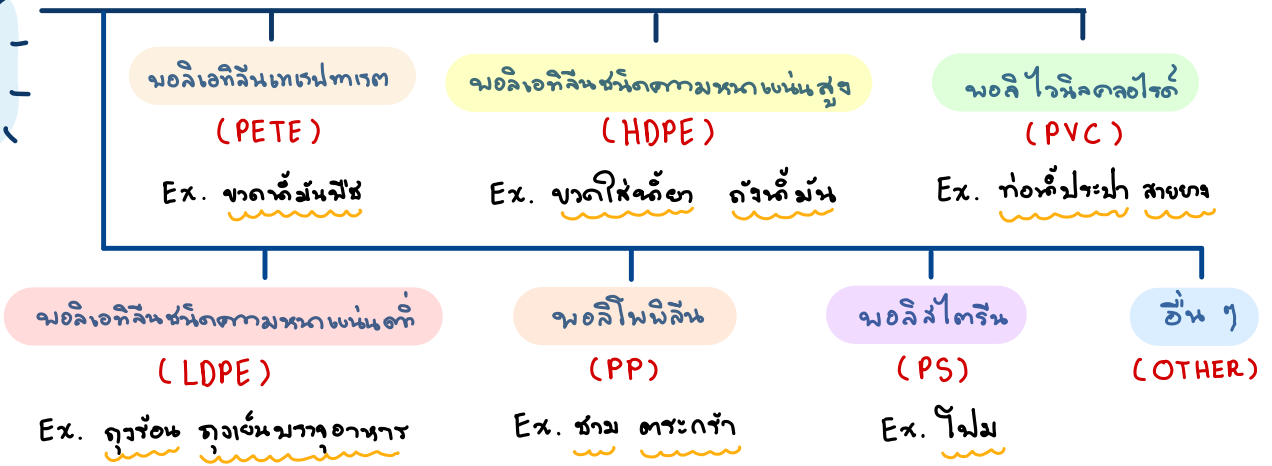 พอลิเอทิลีนเทเรฟทาเรต พอลิเอทิลีนชนิดความหนาแน่นสูง พอลิไวนิลคลอไรด์
(PETE) (HDPE) (PVC)
Ex. ขวดน้ำมันพืช Ex. ขวดใส่น้ำยา ถังน้ำมัน Ex. ท่อน้ำประปา สายยาง
พอลิเอทิลีนชนิดความหนาแน่นต่ำ พอลิโพพิลีน พอลิสไตรีน อื่น ๆ
(LDPE) (PP) (PS) (OTHER)
Ex. ถุงร้อน ถุงเย็นบรรจุอาหาร Ex. ชาม ตระกร้า Ex. โฟม